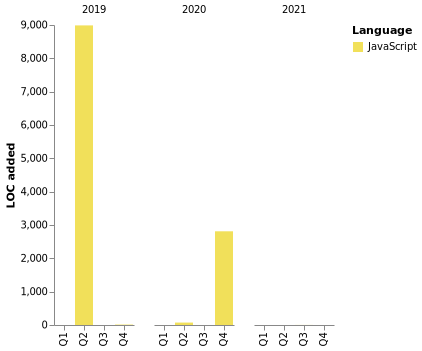 2019 2020 2021
Language
JavaScript
LOC added
9,000
8,000
7,000
6,000
5,000
4,000
3,000
2,000
1,000
0
Q1 Q2 Q3 Q4 Q1 Q2 Q3 Q4 Q1 Q2 Q3 Q4